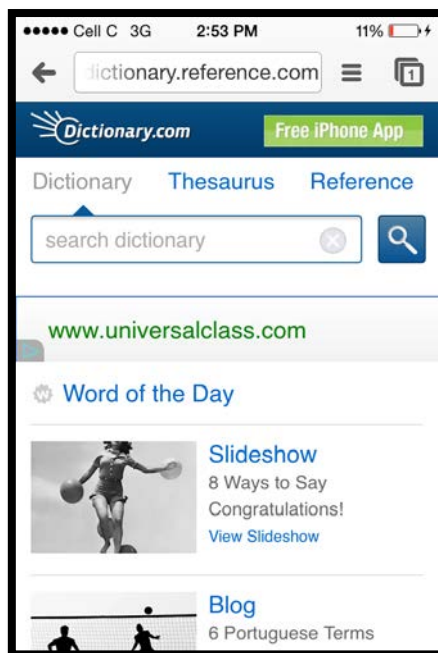 Cell C 3G 2:53 PM 11%
dictionary.reference.com 1
Dictionary.com Free iPhone App
Dictionary Thesaurus Reference
search dictionary
www.universalclass.com
Word of the Day
Slideshow
8 Ways to Say
Congratulations!
View Slideshow
Blog
6 Portuguese Terms